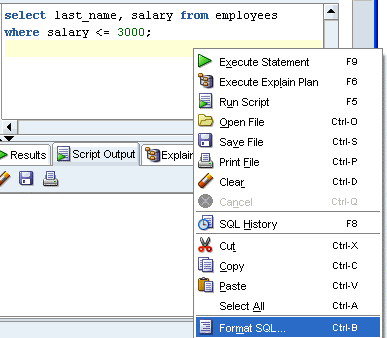 select last_name, salary from employees
where salary <= 3000;
Execute Statement F9
Execute Explain Plan F6
Run Script F5
Open File Ctrl-O
Save File Ctrl-S
Print File Ctrl-P
Clear Ctrl-D
Cancel Ctrl-Q
SQL History F8
Cut Ctrl-X
Copy Ctrl-C
Paste Ctrl-V
Select All Ctrl-A
Format SQL... Ctrl-B
Results Script Output Explain